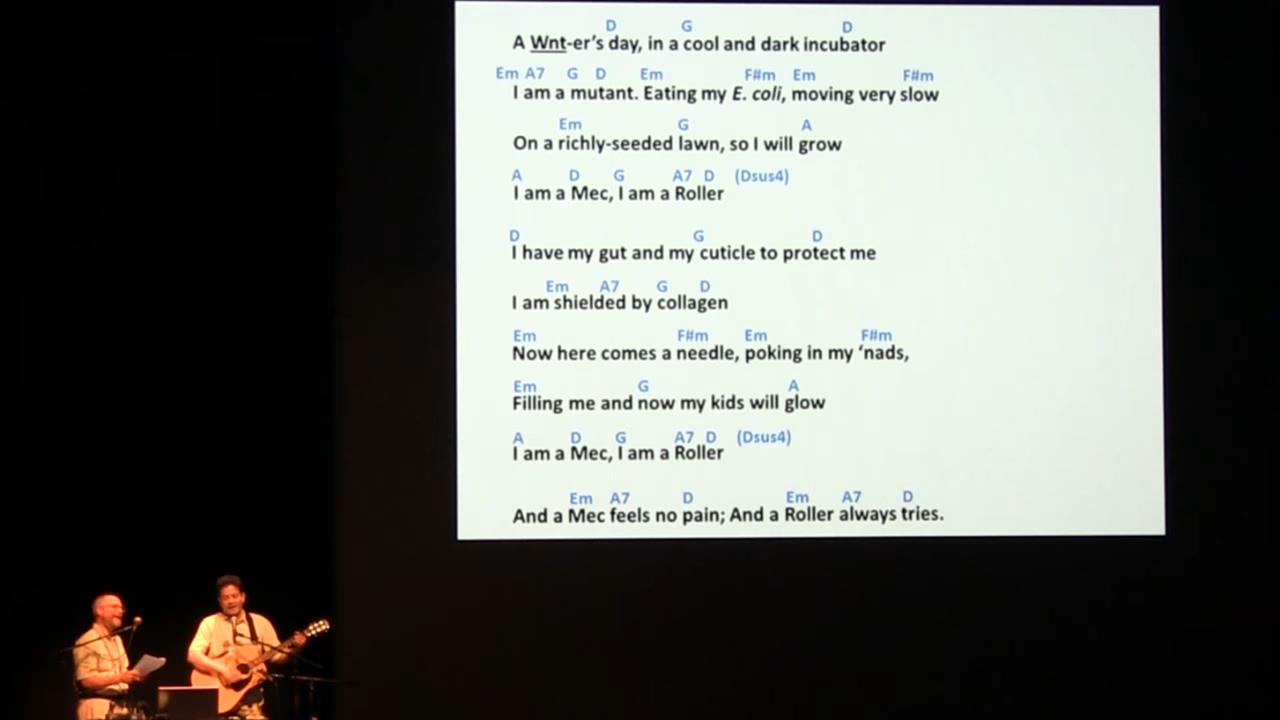 D G D
A Wnt-er's day, in a cool and dark incubator
Em A7 G D Em F#m Em F#m
I am a mutant. Eating my E. coli, moving very slow
Em G A
On a richly-seeded lawn, so I will grow
A D G A7 D (Dsus4)
I am a Mec, I am a Roller
D G D
I have my gut and my cuticle to protect me
Em A7 G D
I am shielded by collagen
Em F#m Em F#m
Now here comes a needle, poking in my ‘nads,
Em G A
Filling me and now my kids will glow
A D G A7 D (Dsus4)
I am a Mec, I am a Roller
Em A7 D Em A7 D
And a Mec feels no pain; And a Roller always tries.